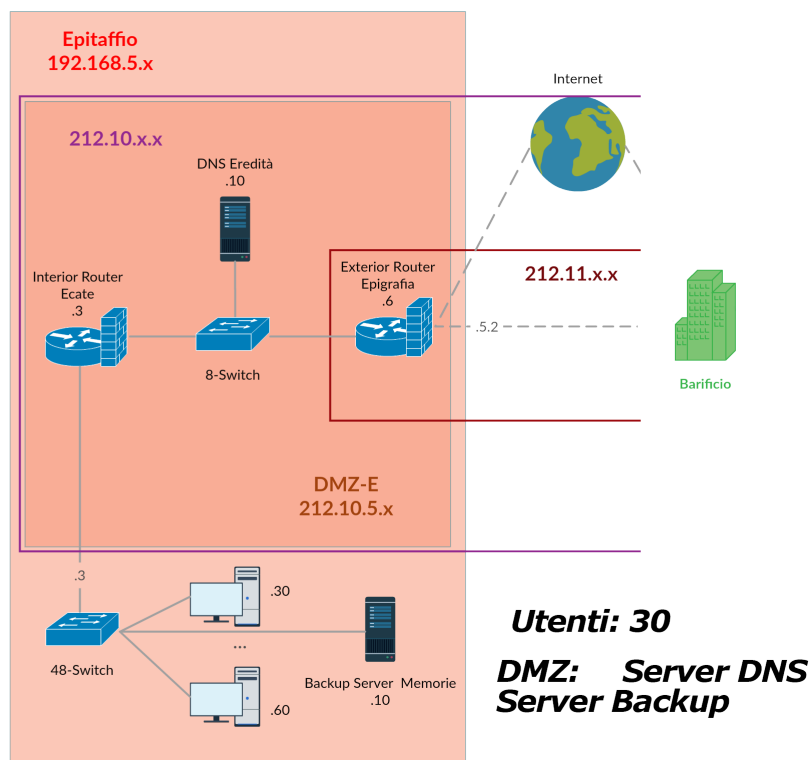 Epitaffio
192.168.5.x
Internet
212.10.x.x
DNS Eredità
.10
Interior Router
Ecate
.3
Exterior Router
Epigrafia
.6
212.11.x.x
.5.2
8-Switch
Barificio
DMZ-E
212.10.5.x
.3
.30
...
48-Switch
Backup Server Memorie
.10
.60
Utenti: 30
DMZ: Server DNS
Server Backup